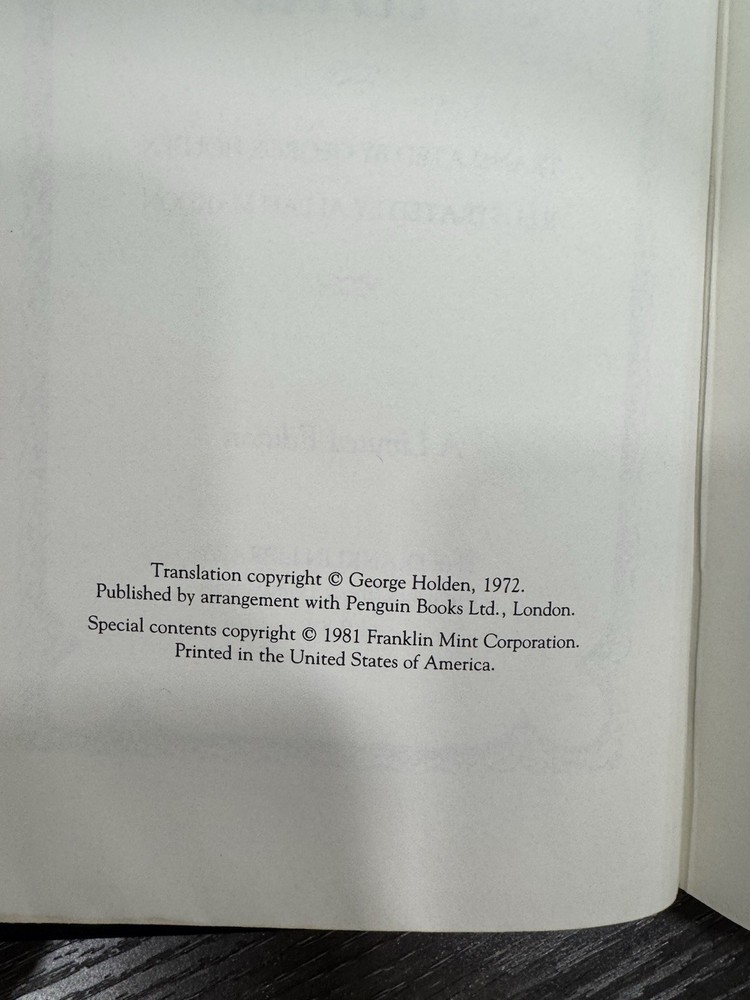 Translation copyright © George Holden, 1972.
Published by arrangement with Penguin Books Ltd., London.
Special contents copyright © 1981 Franklin Mint Corporation.
Printed in the United States of America.